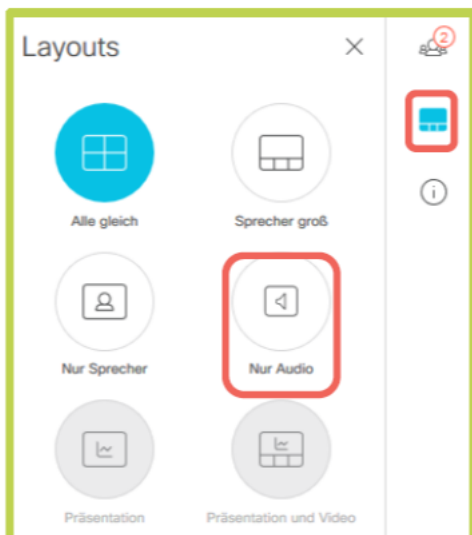 Layouts
2
Alle gleich
Sprecher groß
Nur Sprecher
Nur Audio
Präsentation
Präsentation und Video